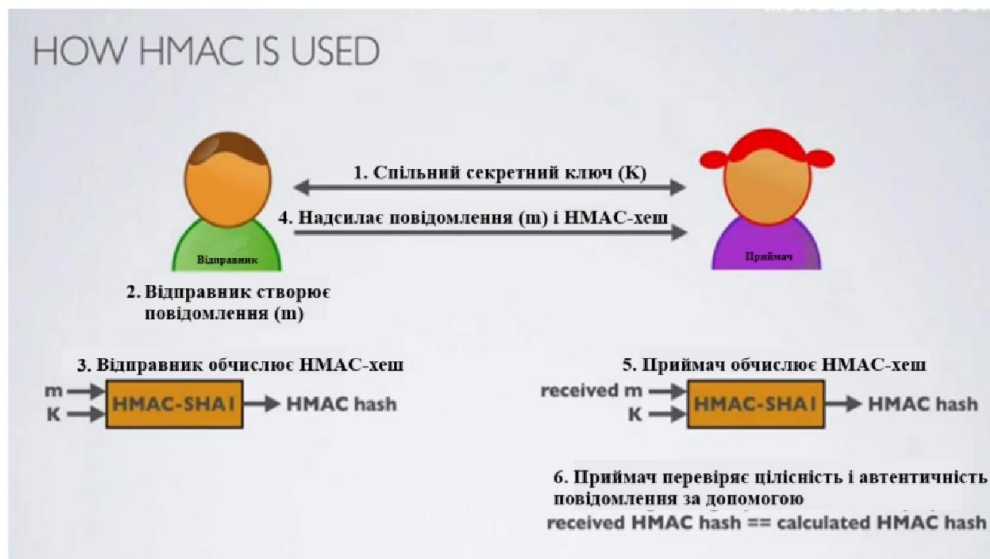 HOW HMAC IS USED
1. Спільний секретний ключ (K)
4. Надсилає повідомлення (m) і HMAC-хеш
Відправник
Приймач
2. Відправник створює
повідомлення (m)
3. Відправник обчислює HMAC-хеш
m
K
HMAC-SHA1
HMAC hash
5. Приймач обчислює HMAC-хеш
received m
K
HMAC-SHA1
HMAC hash
6. Приймач перевіряє цілісність і автентичність
повідомлення за допомогою
received HMAC hash == calculated HMAC hash